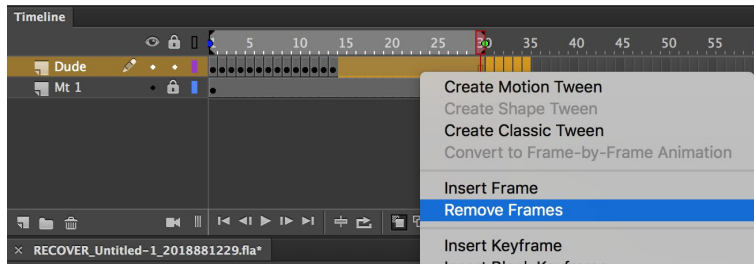 Timeline
1 5 10 15 20 25 30 35 40 45 50 55
Dude
Mt 1
Create Motion Tween
Create Shape Tween
Create Classic Tween
Convert to Frame-by-Frame Animation
Insert Frame
Remove Frames
× RECOVER_Untitled-1_2018881229.fla*
Insert Keyframe